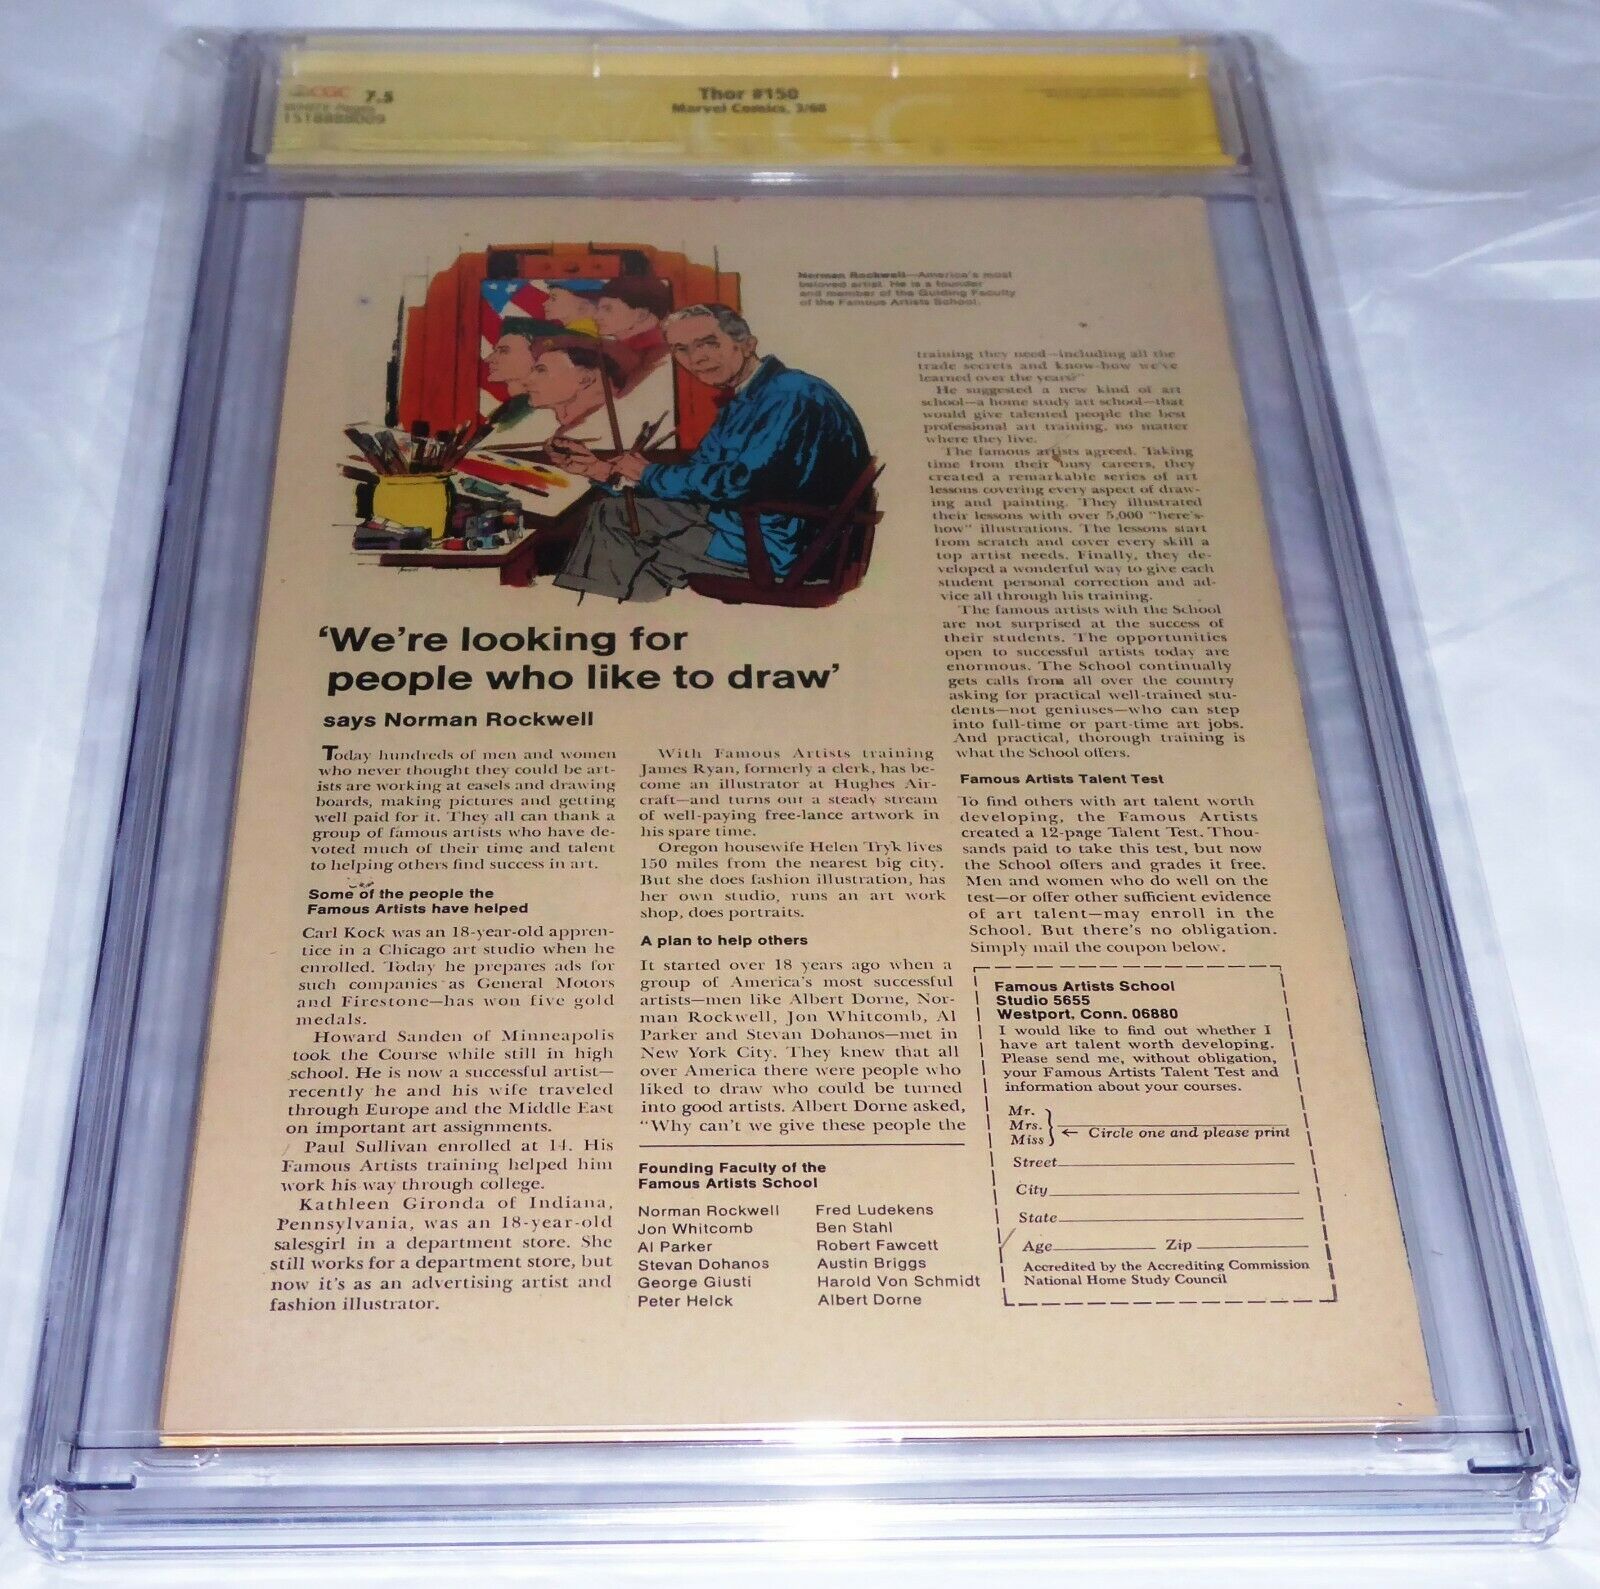 CGC 7.5
WHITE Pages
1518888009
Thor #150
Marvel Comics, 3/68
Norman Rockwell—America's most
beloved artist. He is a founder
and member of the Guiding Faculty
of the Famous Artists School.
'We're looking for
people who like to draw'
says Norman Rockwell
Today hundreds of men and women
who never thought they could be art-
ists are working at easels and drawing
boards, making pictures and getting
well paid for it. They all can thank a
group of famous artists who have de-
voted much of their time and talent
to helping others find success in art.
Some of the people the
Famous Artists have helped
Carl Kock was an 18-year-old appren-
tice in a Chicago art studio when he
enrolled. Today he prepares ads for
such companies as General Motors
and Firestone—has won five gold
medals.
Howard Sanden of Minneapolis
took the Course while still in high
school. He is now a successful artist—
recently he and his wife traveled
through Europe and the Middle East
on important art assignments.
Paul Sullivan enrolled at 14. His
Famous Artists training helped him
work his way through college.
Kathleen Gironda of Indiana,
Pennsylvania, was an 18-year-old
salesgirl in a department store. She
still works for a department store, but
now it's as an advertising artist and
fashion illustrator.
With Famous Artists training
James Ryan, formerly a clerk, has be-
come an illustrator at Hughes Air-
craft—and turns out a steady stream
of well-paying free-lance artwork in
his spare time.
Oregon housewife Helen Tryk lives
150 miles from the nearest big city.
But she does fashion illustration, has
her own studio, runs an art work
shop, does portraits.
A plan to help others
It started over 18 years ago when a
group of America's most successful
artists—men like Albert Dorne, Nor-
man Rockwell, Jon Whitcomb, Al
Parker and Stevan Dohanos—met in
New York City. They knew that all
over America there were people who
liked to draw who could be turned
into good artists. Albert Dorne asked,
"Why can't we give these people the
Founding Faculty of the
Famous Artists School
Norman Rockwell
Jon Whitcomb
Al Parker
Stevan Dohanos
George Giusti
Peter Helck
Fred Ludekens
Ben Stahl
Robert Fawcett
Austin Briggs
Harold Von Schmidt
Albert Dorne
training they need—including all the
trade secrets and know-how we've
learned over the years?"
He suggested a new kind of art
school—a home study art school—that
would give talented people the best
professional art training, no matter
where they live.
The famous artists agreed. Taking
time from their busy careers, they
created a remarkable series of art
lessons covering every aspect of draw-
ing and painting. They illustrated
their lessons with over 5,000 "here's-
how" illustrations. The lessons start
from scratch and cover every skill a
top artist needs. Finally, they de-
veloped a wonderful way to give each
student personal correction and ad-
vice all through his training.
The famous artists with the School
are not surprised at the success of
their students. The opportunities
open to successful artists today are
enormous. The School continually
gets calls from all over the country
asking for practical well-trained stu-
dents—not geniuses—who can step
into full-time or part-time art jobs.
And practical, thorough training is
what the School offers.
Famous Artists Talent Test
To find others with art talent worth
developing, the Famous Artists
created a 12-page Talent Test. Thou-
sands paid to take this test, but now
the School offers and grades it free.
Men and women who do well on the
test—or offer other sufficient evidence
of art talent—may enroll in the
School. But there's no obligation.
Simply mail the coupon below.
Famous Artists School
Studio 5655
Westport, Conn. 06880
I would like to find out whether I
have art talent worth developing.
Please send me, without obligation,
your Famous Artists Talent Test and
information about your courses.
Mr.
Mrs.
Miss ← Circle one and please print
Street
City
State
Age Zip
Accredited by the Accrediting Commission
National Home Study Council